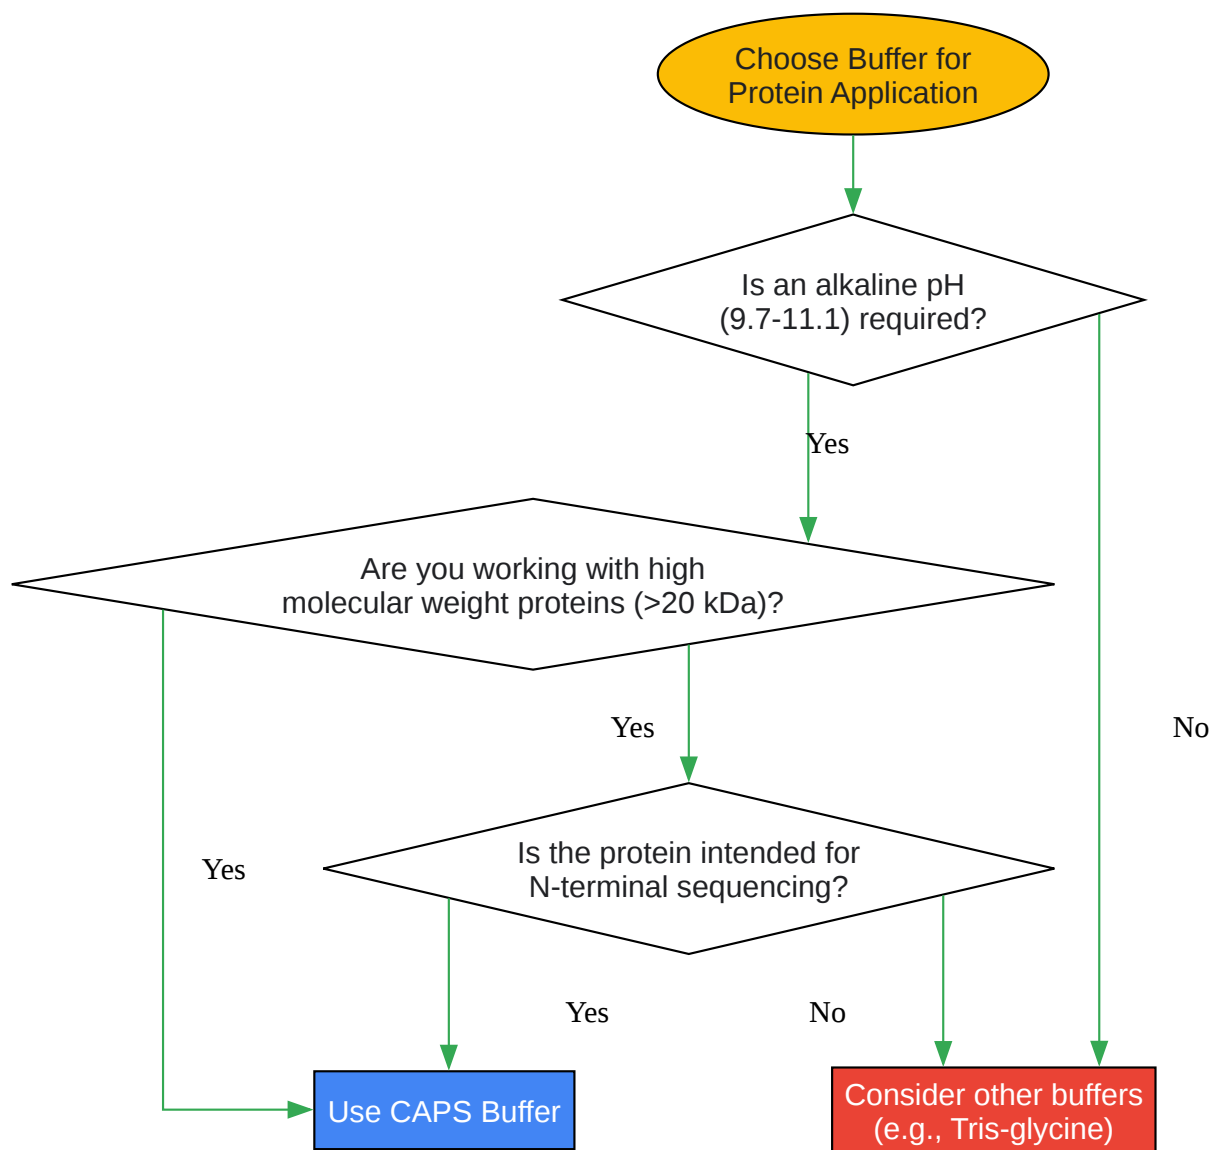 Choose Buffer for
Protein Application
Is an alkaline pH
(9.7-11.1) required?
Yes
Are you working with high
molecular weight proteins (>20 kDa)?
Yes
No
Is the protein intended for
N-terminal sequencing?
Yes
Yes
No
Use CAPS Buffer
Consider other buffers
(e.g., Tris-glycine)